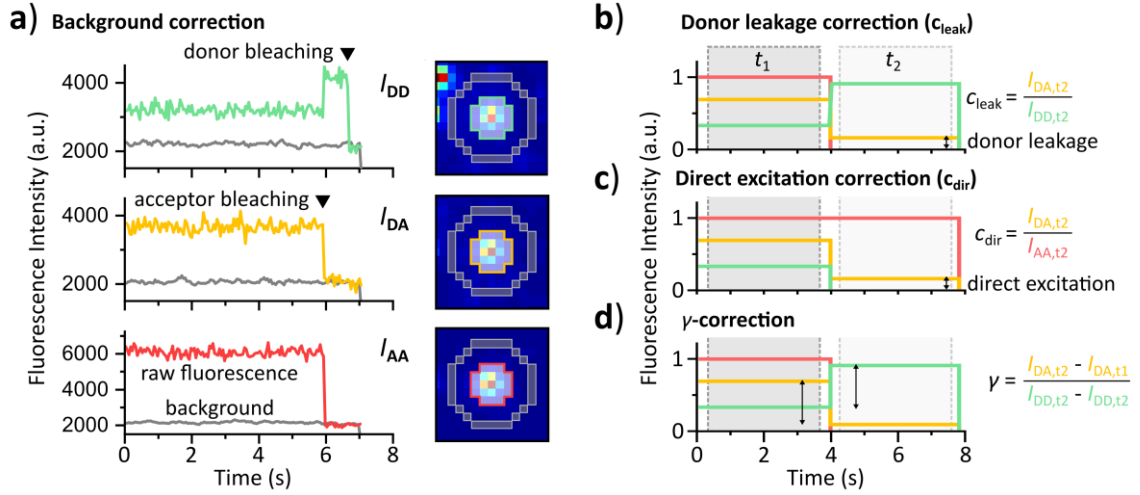 a) Background correction
donor bleaching ▼
I_DD
4000
2000
acceptor bleaching ▼
I_DA
4000
2000
I_AA
6000
raw fluorescence
4000
background
2000
0 2 4 6 8
Time (s)
Fluorescence Intensity (a.u.)
b) Donor leakage correction (c_leak)
t_1 t_2
1
0
c_leak = I_DA,t2 / I_DD,t2
donor leakage
c) Direct excitation correction (c_dir)
1
0
c_dir = I_DA,t2 / I_AA,t2
direct excitation
d) γ-correction
1
0
γ = I_DA,t2 - I_DA,t1 / I_DD,t2 - I_DD,t2
0 2 4 6 8
Time (s)
Fluorescence Intensity (a.u.)